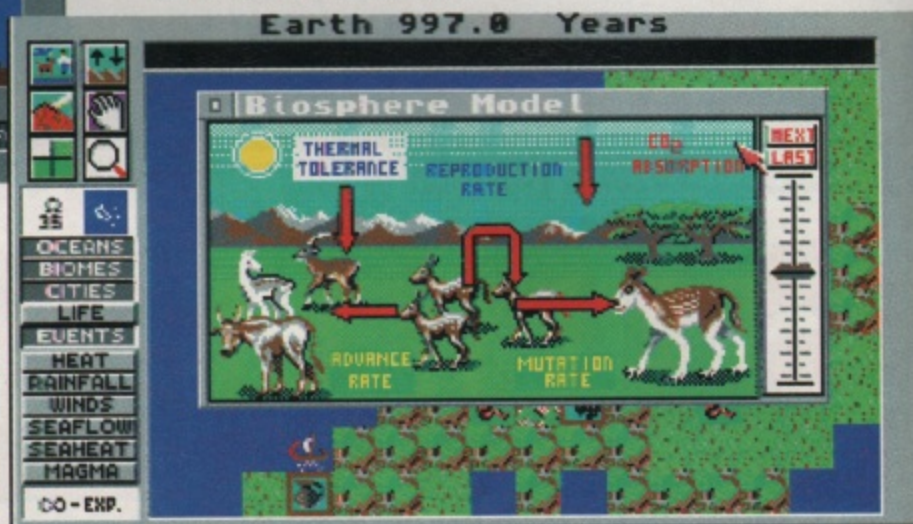 Earth 997.0 Years
Biosphere Model
NEXT
LAST
THERMAL
TOLERANCE
REPRODUCTION
RATE
CO2
ABSORPTION
ADVANCE
RATE
MUTATION
RATE
35
OCEANS
BIOMES
CITIES
LIFE
EVENTS
HEAT
RAINFALL
WINDS
SEAFLOW
SEAHEAT
MAGMA
-EXP.